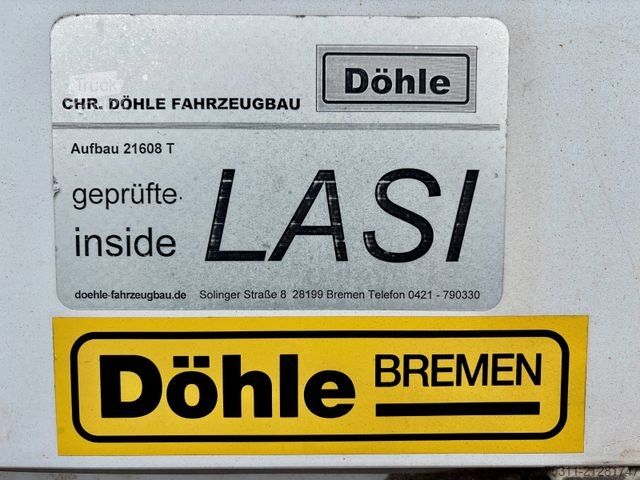 Truck
CHR. DÖHLE FAHRZEUGBAU
Döhle
Aufbau 21608 T
geprüfte
inside
LASI
doehle-fahrzeugbau.de Solinger Straße 8 28199 Bremen Telefon 0421 - 790330
Döhle BREMEN